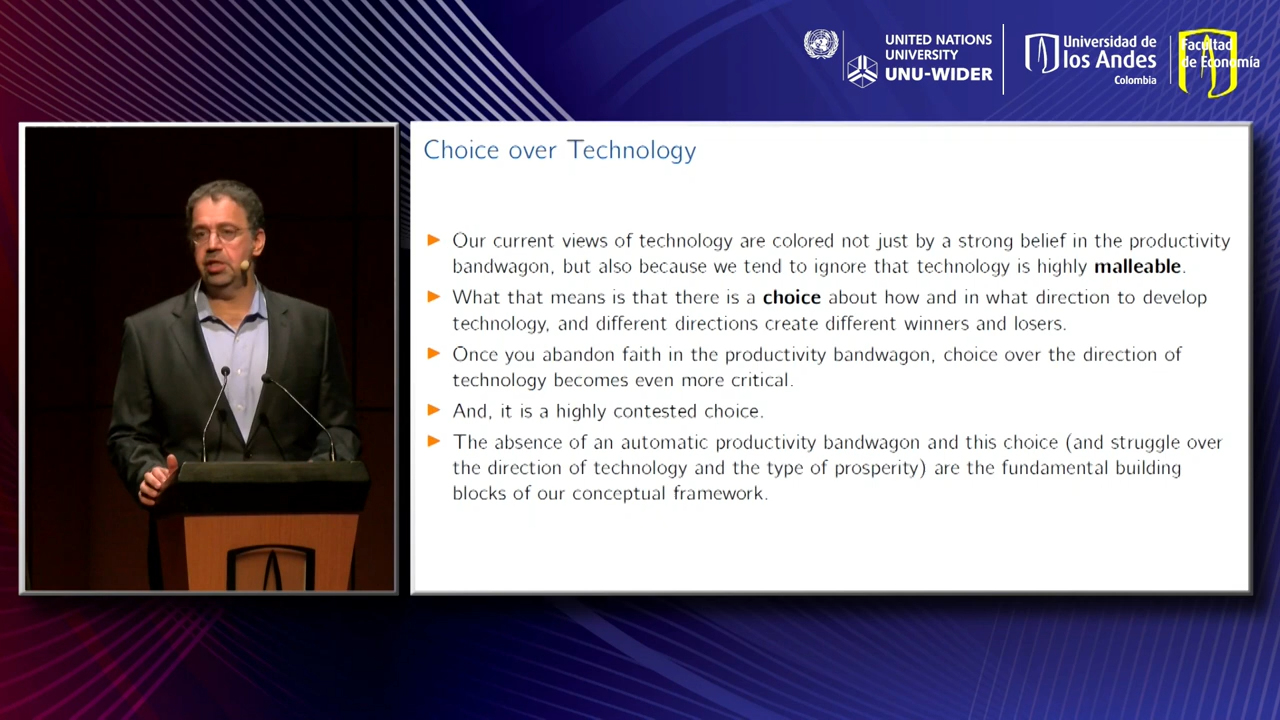 UNITED NATIONS
UNIVERSITY
UNU-WIDER
Universidad de
los Andes
Colombia
Facultad
de Economía
Choice over Technology
Our current views of technology are colored not just by a strong belief in the productivity
bandwagon, but also because we tend to ignore that technology is highly malleable.
What that means is that there is a choice about how and in what direction to develop
technology, and different directions create different winners and losers.
Once you abandon faith in the productivity bandwagon, choice over the direction of
technology becomes even more critical.
And, it is a highly contested choice.
The absence of an automatic productivity bandwagon and this choice (and struggle over
the direction of technology and the type of prosperity) are the fundamental building
blocks of our conceptual framework.